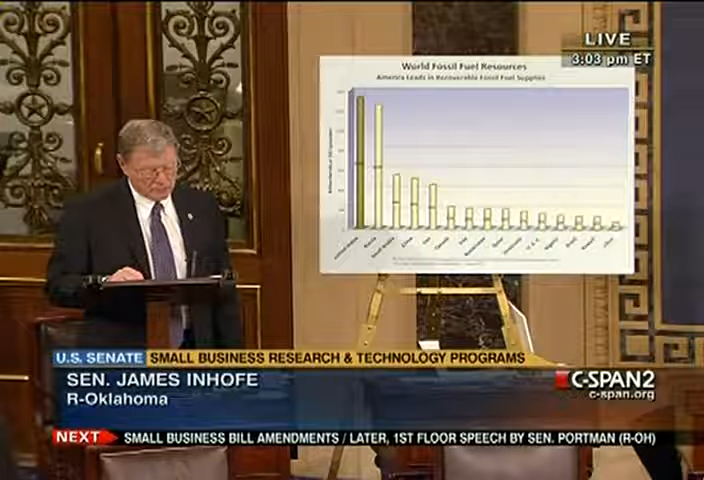 LIVE
3:03 pm ET
World Fossil Fuel Resources
America Leads in Recoverable Fossil Fuel Supplies
U.S. SENATE
SMALL BUSINESS RESEARCH & TECHNOLOGY PROGRAMS
SEN. JAMES INHOFE
R-Oklahoma
C-SPAN2
c-span.org
NEXT
SMALL BUSINESS BILL AMENDMENTS / LATER, 1ST FLOOR SPEECH BY SEN. PORTMAN (R-OH)